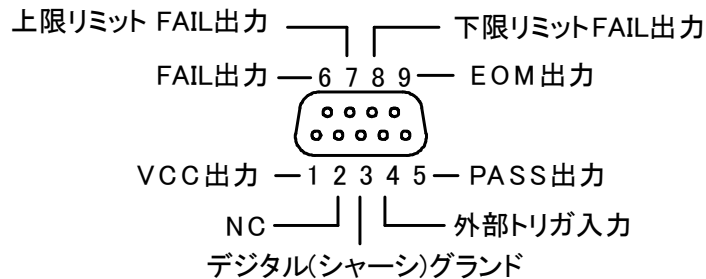 上限リミット FAIL出力
下限リミットFAIL出力
FAIL出力 6 7 8 9 EOM出力
VCC出力 1 2 3 4 5 PASS出力
NC
外部トリガ入力
デジタル(シャーシ)グランド